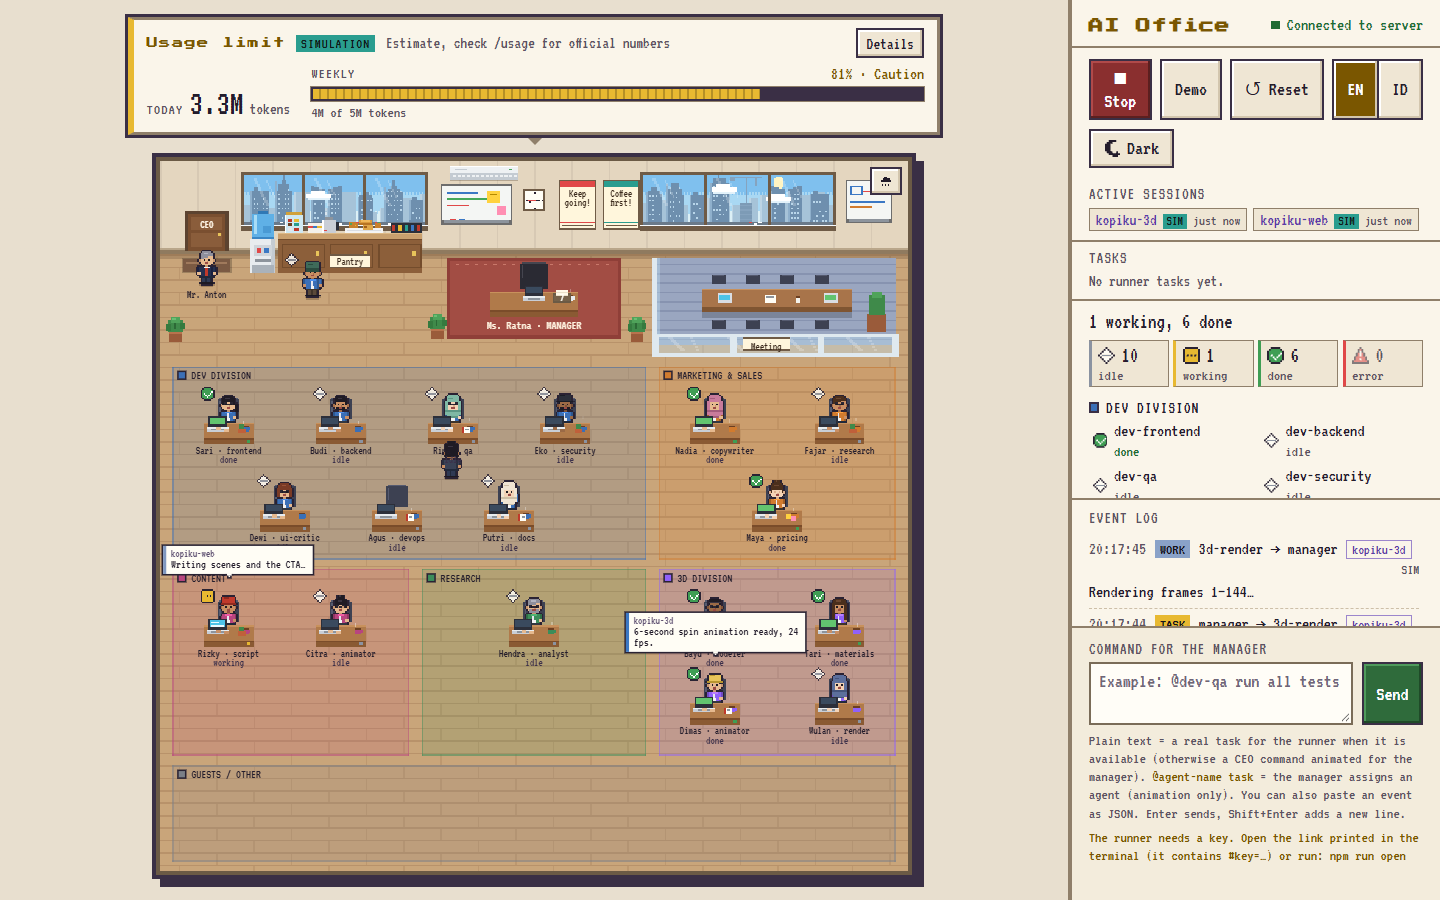 Usage limit SIMULATION Estimate, check /usage for official numbers Details
WEEKLY 81% · Caution
TODAY 3.3M tokens
4M of 5M tokens
Keep going!
Coffee first!
CEO
Pantry
Mr. Anton
Ms. Ratna · MANAGER
Meeting
DEV DIVISION
Sari · frontend
done
Budi · backend
idle
qa
Eko · security
idle
Dewi · ui-critic
Agus · devops
idle
Putri · docs
idle
MARKETING & SALES
Nadia · copywriter
done
Fajar · research
idle
Maya · pricing
done
kopiku-web
Writing scenes and the CTA…
CONTENT
Rizky · script
working
Citra · animator
idle
RESEARCH
Hendra · analyst
idle
3D DIVISION
kopiku-3d
6-second spin animation ready, 24
fps.
done
Tari · materials
idle
Dimas · animator
done
Wulan · render
idle
GUESTS / OTHER
AI Office Connected to server
Stop Demo Reset EN ID
Dark
ACTIVE SESSIONS
kopiku-3d SIM just now kopiku-web SIM just now
TASKS
No runner tasks yet.
1 working, 6 done
10 idle
1 working
6 done
0 error
DEV DIVISION
dev-frontend
done
dev-backend
idle
dev-qa
idle
dev-security
idle
EVENT LOG
20:17:45 WORK 3d-render → manager kopiku-3d
SIM
Rendering frames 1-144…
20:17:44 TASK manager → 3d-render kopiku-3d
COMMAND FOR THE MANAGER
Example: @dev-qa run all tests
Send
Plain text = a real task for the runner when it is
available (otherwise a CEO command animated for the
manager). @agent-name task = the manager assigns an
agent (animation only). You can also paste an event
as JSON. Enter sends, Shift+Enter adds a new line.
The runner needs a key. Open the link printed in the
terminal (it contains #key=…) or run: npm run open